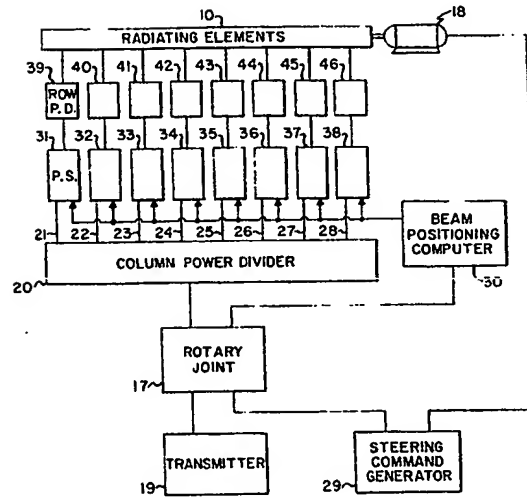 10
18
RADIATING ELEMENTS
39 40 41 42 43 44 45 46
ROW
P.D.
31 32 33 34 35 36 37 38
P.S.
21 22 23 24 25 26 27 28
BEAM
POSITIONING
COMPUTER
30
COLUMN POWER DIVIDER
20
ROTARY
JOINT
17
TRANSMITTER
19
STEERING
COMMAND
GENERATOR
29